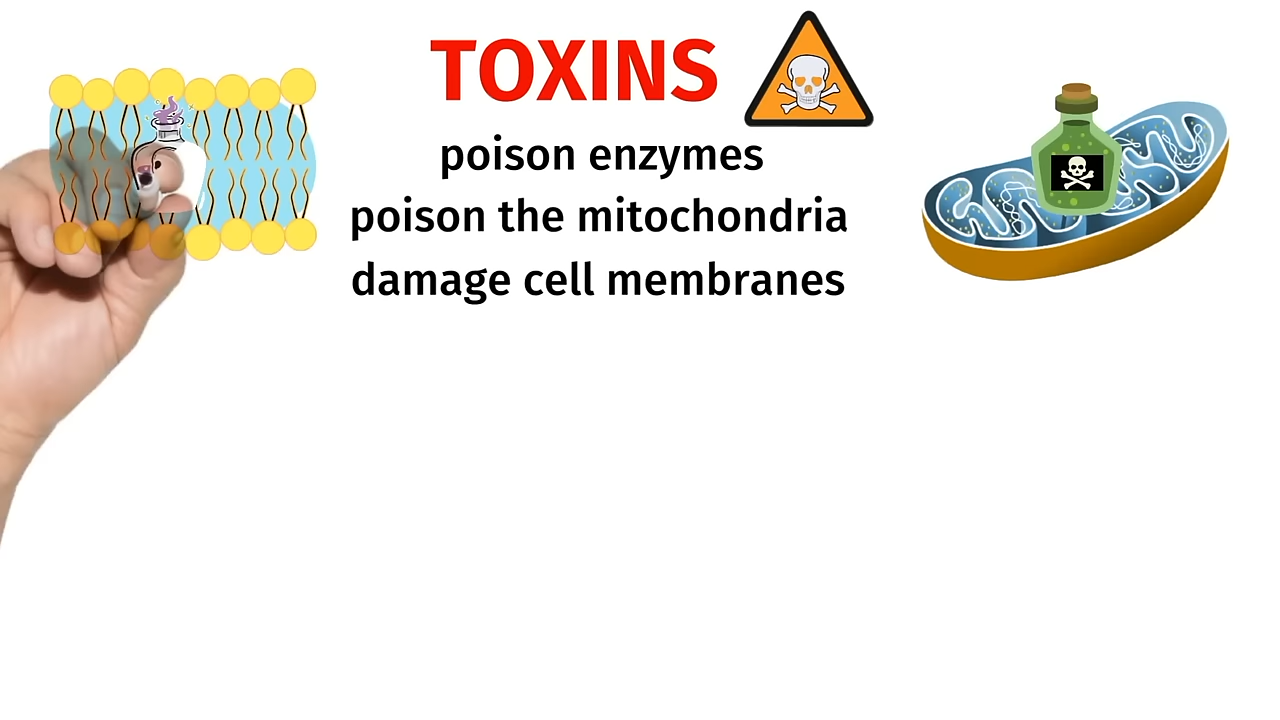 TOXINS
poison enzymes
poison the mitochondria
damage cell membranes